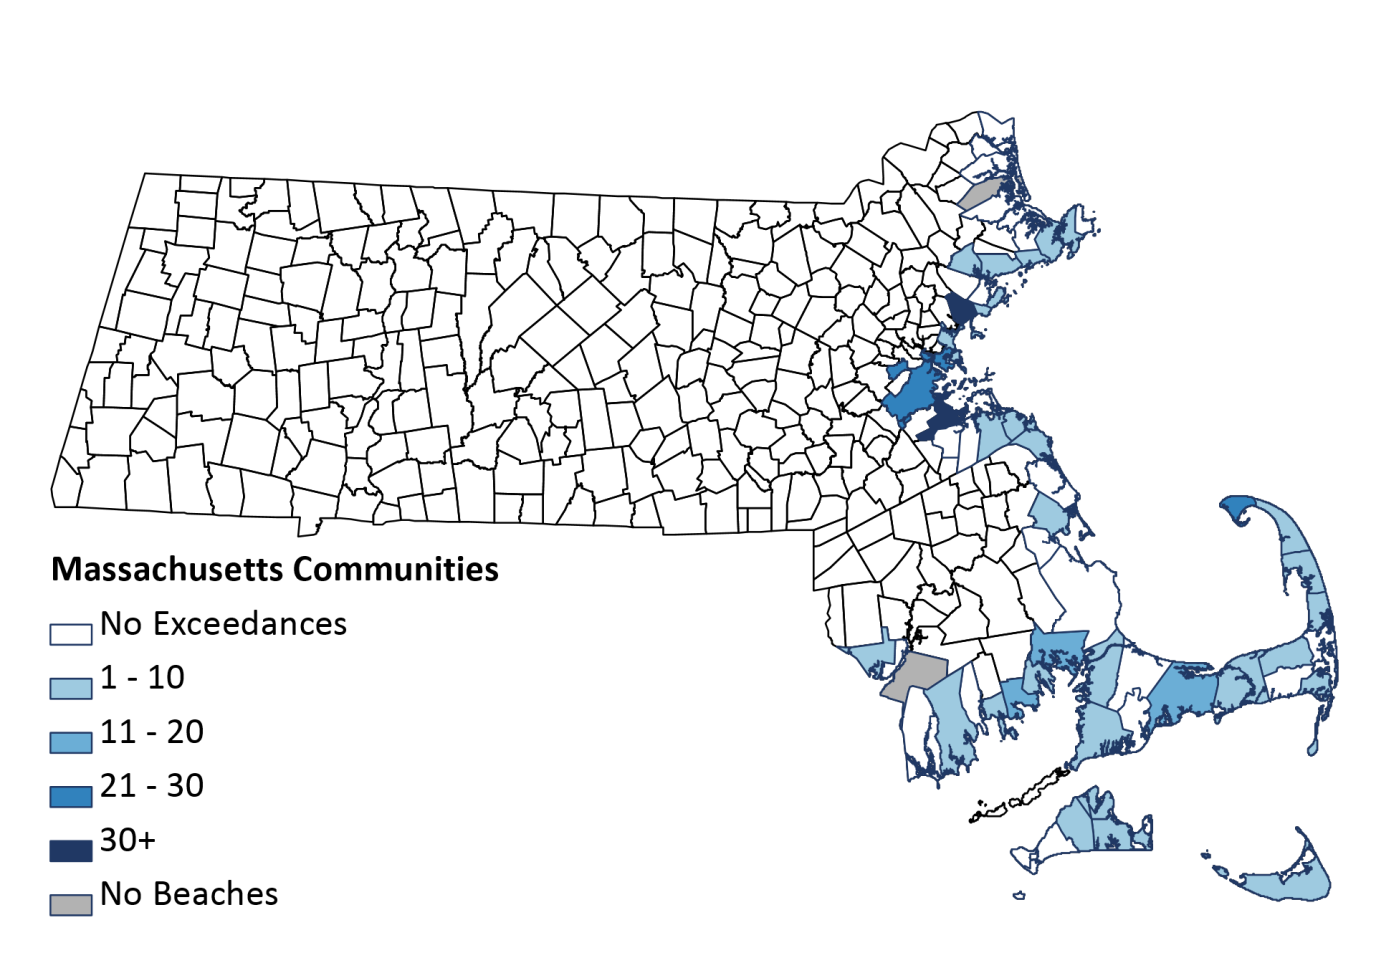 Massachusetts Communities
No Exceedances
1 - 10
11 - 20
21 - 30
30+
No Beaches